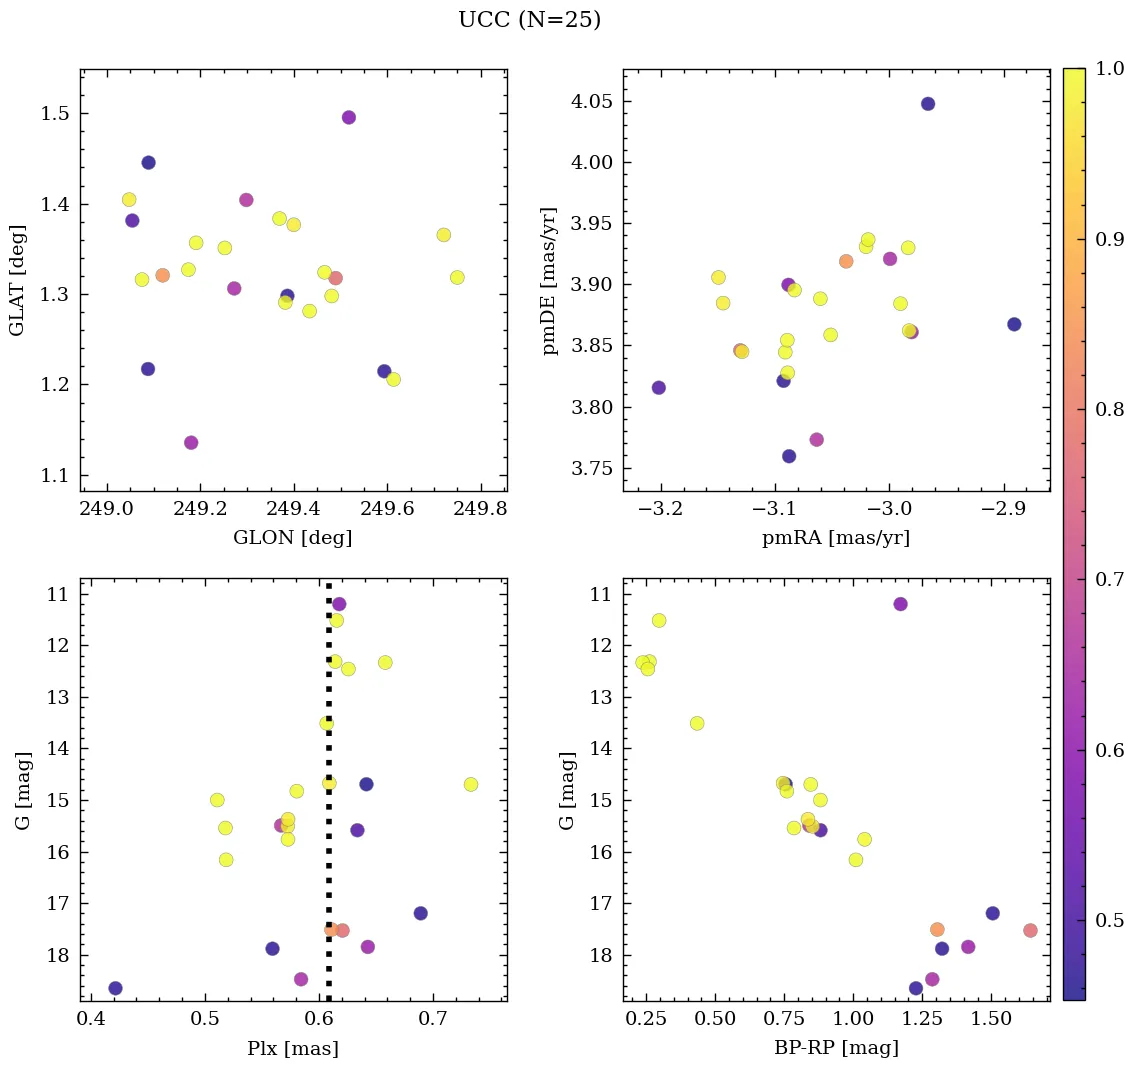 UCC (N=25)
1.5
1.4
1.3
1.2
1.1
GLAT [deg]
249.0 249.2 249.4 249.6 249.8
GLON [deg]
4.05
4.00
3.95
3.90
3.85
3.80
3.75
pmDE [mas/yr]
−3.2 −3.1 −3.0 −2.9
pmRA [mas/yr]
11
12
13
14
15
16
17
18
G [mag]
0.4 0.5 0.6 0.7
Plx [mas]
11
12
13
14
15
16
17
18
G [mag]
0.25 0.50 0.75 1.00 1.25 1.50
BP-RP [mag]
1.0
0.9
0.8
0.7
0.6
0.5